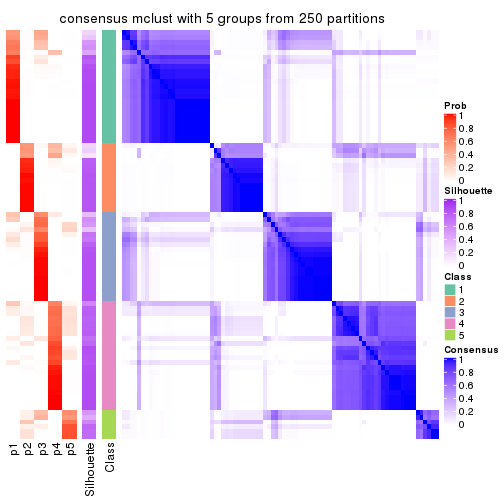 consensus mclust with 5 groups from 250 partitions
Prob
1
0.8
0.6
0.4
0.2
0
Silhouette
1
0.8
0.6
0.4
0.2
0
Class
1
2
3
4
5
Consensus
1
0.8
0.6
0.4
0.2
0
p1
p2
p3
p4
p5
Silhouette
Class